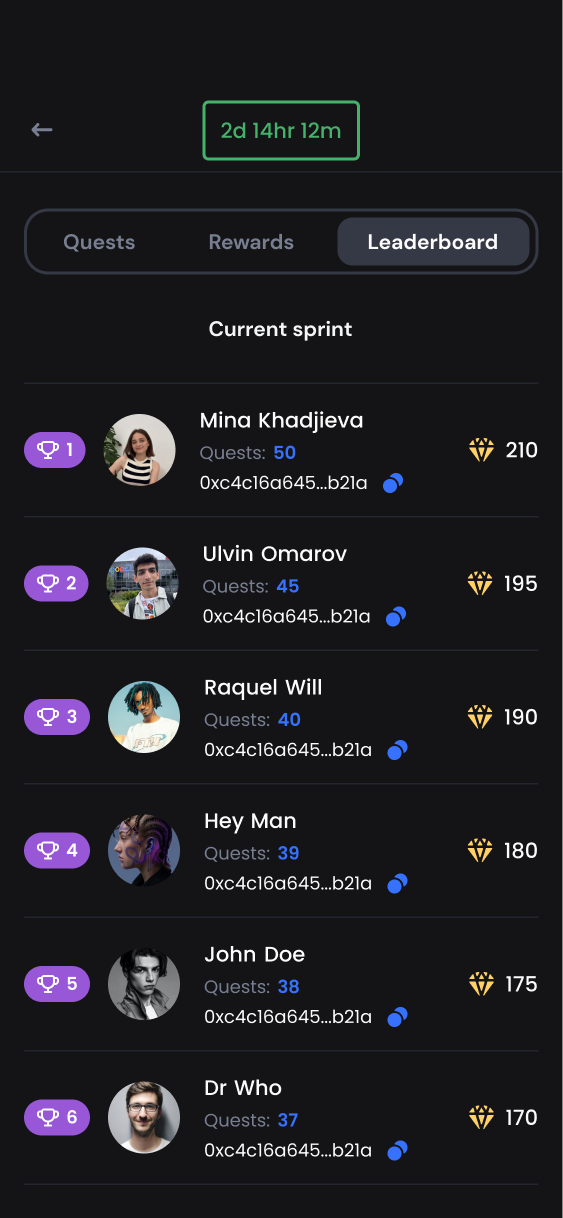 2d 14hr 12m
Quests Rewards Leaderboard
Current sprint
1
Mina Khadjieva
Quests: 50
0xc4c16a645...b21a
210
2
Ulvin Omarov
Quests: 45
0xc4c16a645...b21a
195
3
Raquel Will
Quests: 40
0xc4c16a645...b21a
190
4
Hey Man
Quests: 39
0xc4c16a645...b21a
180
5
John Doe
Quests: 38
0xc4c16a645...b21a
175
6
Dr Who
Quests: 37
0xc4c16a645...b21a
170